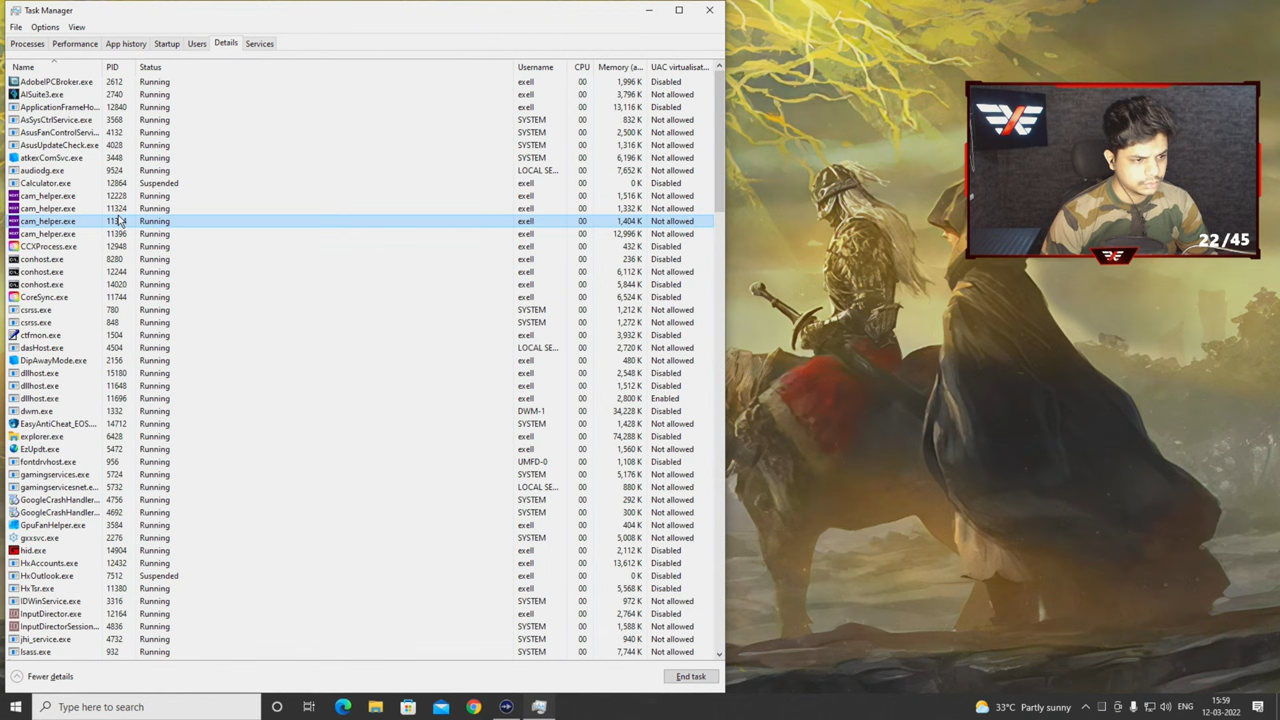 Task Manager
File Options View
Processes Performance App history Startup Users Details Services
Name PID Status Username CPU Memory (a... UAC virtualisat...
AdobeIPCBroker.exe 2612 Running exell 00 1,996 K Disabled
AISuite3.exe 2740 Running exell 00 3,796 K Not allowed
ApplicationFrameHo... 12840 Running exell 00 13,116 K Disabled
AsSysCtrlService.exe 3568 Running SYSTEM 00 832 K Not allowed
AsusFanControlServi... 4132 Running SYSTEM 00 2,500 K Not allowed
AsusUpdateCheck.exe 4028 Running SYSTEM 00 1,316 K Not allowed
atkexComSvc.exe 3448 Running SYSTEM 00 6,196 K Not allowed
audiodg.exe 9524 Running LOCAL SE... 00 7,652 K Not allowed
Calculator.exe 12864 Suspended exell 00 0 K Disabled
cam_helper.exe 12228 Running exell 00 1,516 K Not allowed
cam_helper.exe 11324 Running exell 00 1,332 K Not allowed
cam_helper.exe Running exell 00 1,404 K Not allowed
cam_helper.exe 11396 Running exell 00 12,996 K Not allowed
CCXProcess.exe 12948 Running exell 00 432 K Disabled
conhost.exe 8280 Running exell 00 236 K Disabled
conhost.exe 12244 Running exell 00 6,112 K Not allowed
conhost.exe 14020 Running exell 00 5,844 K Disabled
CoreSync.exe 11744 Running exell 00 6,524 K Disabled
csrss.exe 780 Running SYSTEM 00 1,212 K Not allowed
csrss.exe 848 Running SYSTEM 00 1,272 K Not allowed
ctfmon.exe 1504 Running exell 00 3,932 K Disabled
dasHost.exe 4504 Running LOCAL SE... 00 2,720 K Not allowed
DipAwayMode.exe 2156 Running exell 00 480 K Not allowed
dllhost.exe 15180 Running exell 00 2,548 K Disabled
dllhost.exe 11648 Running exell 00 1,512 K Disabled
dllhost.exe 11696 Running exell 00 2,800 K Enabled
dwm.exe 1332 Running DWM-1 00 34,228 K Disabled
EasyAntiCheat_EOS.... 14712 Running SYSTEM 00 1,428 K Not allowed
explorer.exe 6428 Running exell 00 74,288 K Disabled
EzUpdt.exe 5472 Running exell 00 1,560 K Not allowed
fontdrvhost.exe 956 Running UMFD-0 00 1,108 K Disabled
gamingservices.exe 5724 Running SYSTEM 00 5,176 K Not allowed
gamingservicesnet.e... 5732 Running LOCAL SE... 00 880 K Not allowed
GoogleCrashHandler... 4756 Running SYSTEM 00 292 K Not allowed
GoogleCrashHandler... 4692 Running SYSTEM 00 300 K Not allowed
GpuFanHelper.exe 3584 Running exell 00 404 K Not allowed
gxxsvc.exe 2276 Running SYSTEM 00 5,008 K Not allowed
hid.exe 14904 Running exell 00 2,112 K Disabled
HxAccounts.exe 12432 Running exell 00 13,612 K Disabled
HxOutlook.exe 7512 Suspended exell 00 0 K Disabled
HxTsr.exe 11380 Running exell 00 5,568 K Disabled
IDWinService.exe 3316 Running SYSTEM 00 972 K Not allowed
InputDirector.exe 12164 Running exell 00 2,764 K Disabled
InputDirectorSession... 4836 Running SYSTEM 00 1,588 K Not allowed
jhi_service.exe 4732 Running SYSTEM 00 940 K Not allowed
lsass.exe 932 Running SYSTEM 00 7,744 K Not allowed
Fewer details End task
22/45
Type here to search
33°C Partly sunny ENG 15:59
12-03-2022